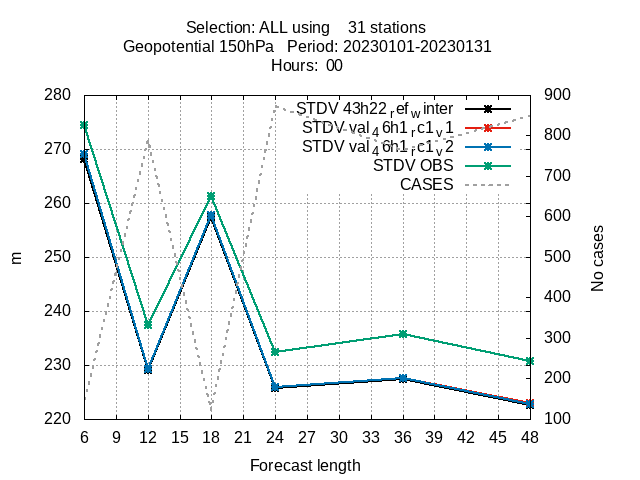 Selection: ALL using 31 stations
Geopotential 150hPa Period: 20230101-20230131
Hours: 00
280
270
260
250
240
230
220
900
800
700
600
500
400
300
200
100
STDV 43h22_ref_winter
STDV val_46h1_rc1_v1
STDV val_46h1_rc1_v2
STDV OBS
CASES
m
No cases
6 9 12 15 18 21 24 27 30 33 36 39 42 45 48
Forecast length